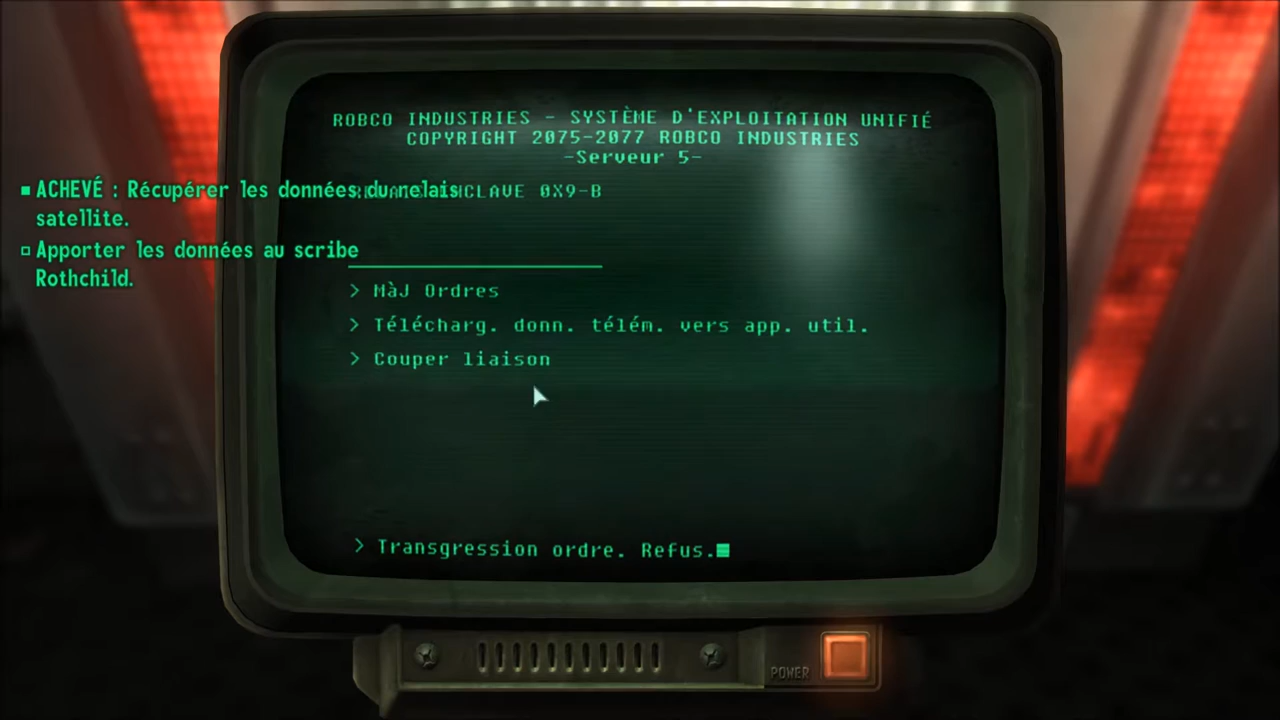 ROBCO INDUSTRIES - SYSTÈME D'EXPLOITATION UNIFIÉ
COPYRIGHT 2075-2077 ROBCO INDUSTRIES
-Serveur 5-
ACHEVÉ : Récupérer les données du relais
satellite.
0X9-B
Apporter les données au scribe
Rothchild.
> MàJ Ordres
> Télécharg. donn. télém. vers app. util.
> Couper liaison
> Transgression ordre. Refus.
POWER